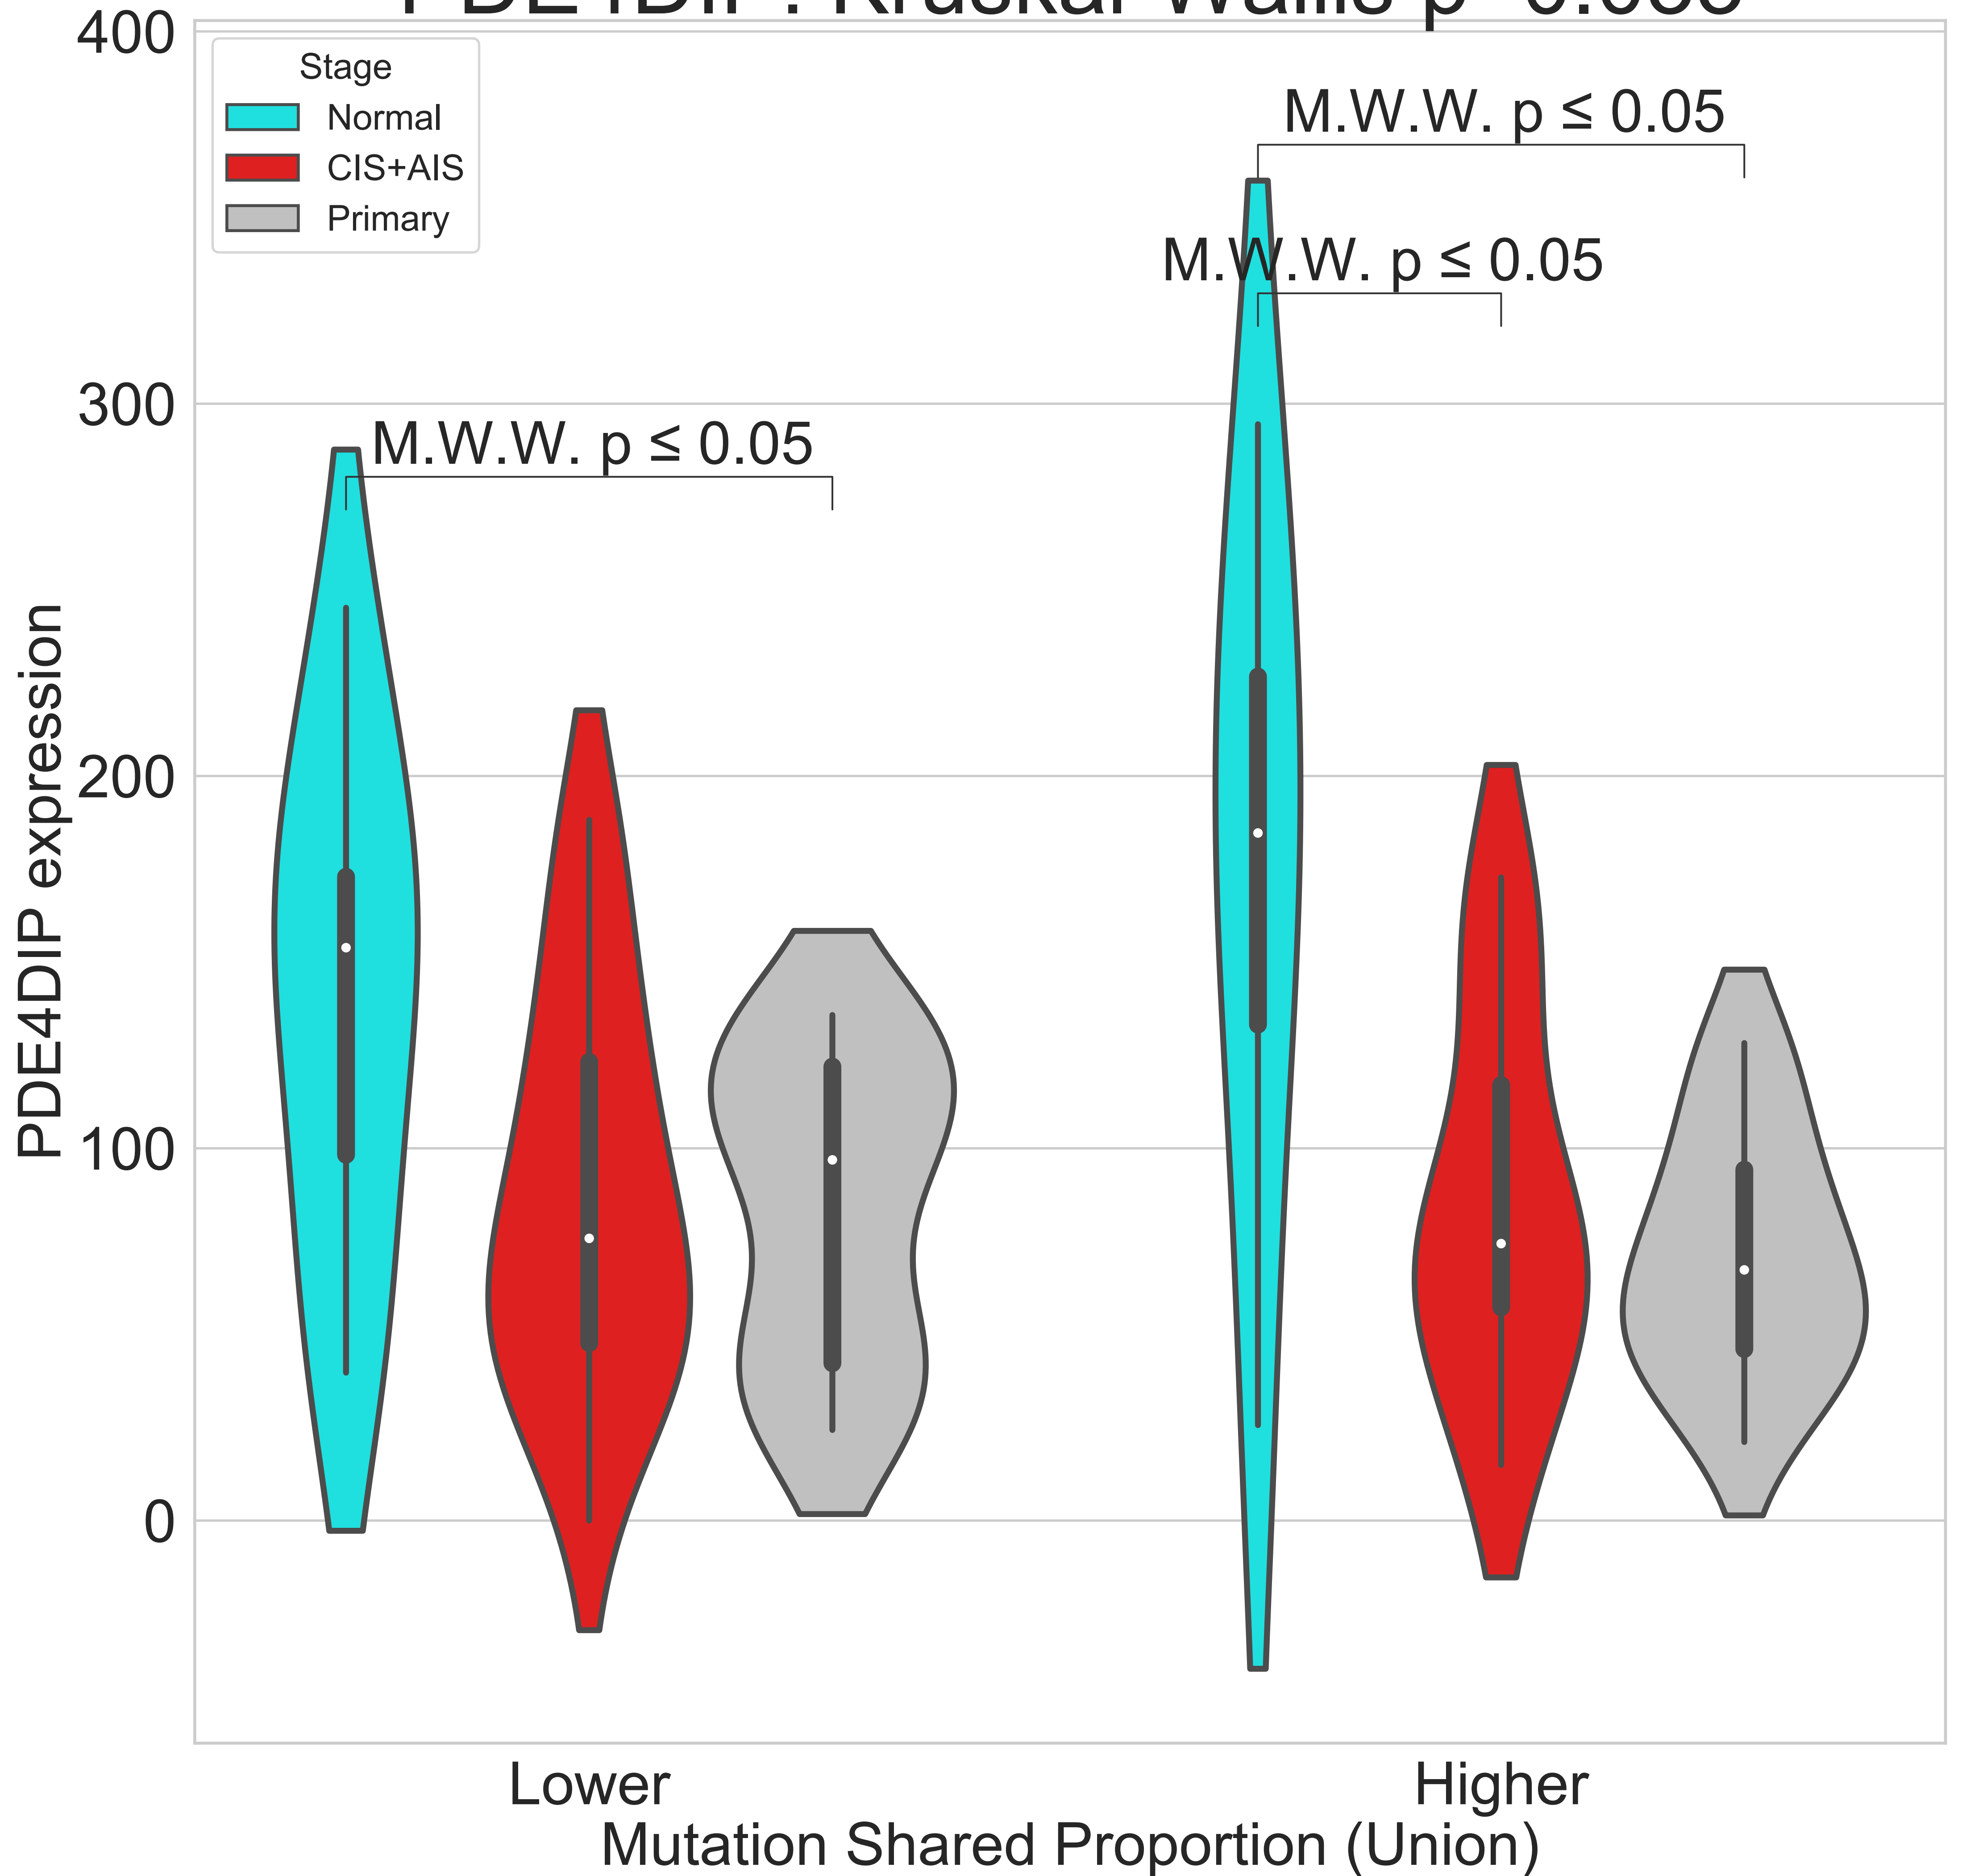 400
Stage
Normal
CIS+AIS
Primary
M.W.W. p ≤ 0.05
M.W.W. p ≤ 0.05
300
M.W.W. p ≤ 0.05
200
100
0
PDE4DIP expression
Lower
Higher
Mutation Shared Proportion (Union)